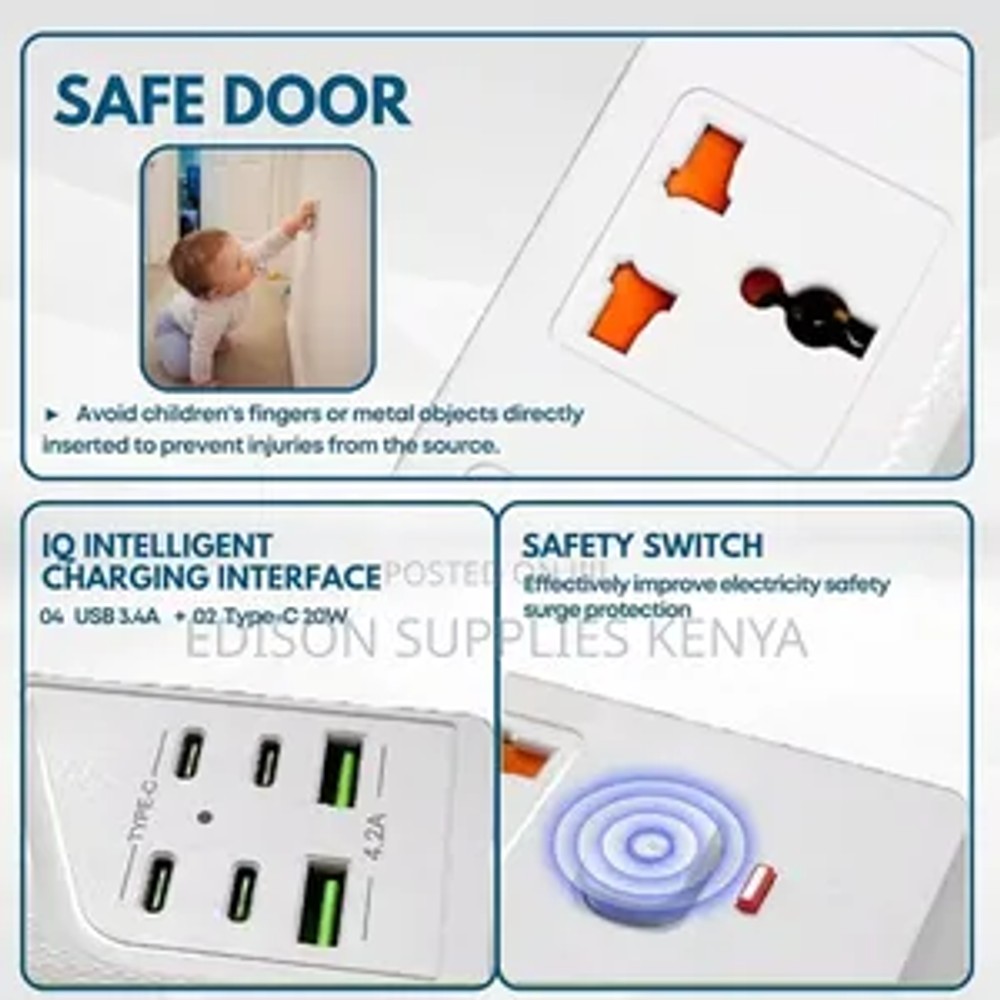 SAFE DOOR
► Avoid children's fingers or metal objects directly
inserted to prevent injuries from the source.
IQ INTELLIGENT
CHARGING INTERFACE
04 USB 3.4A + 02 Type-C 20W
SAFETY SWITCH
Effectively improve electricity safety
surge protection
POSTED ON
EDISON SUPPLIES KENYA
TYPE-C
4.2A